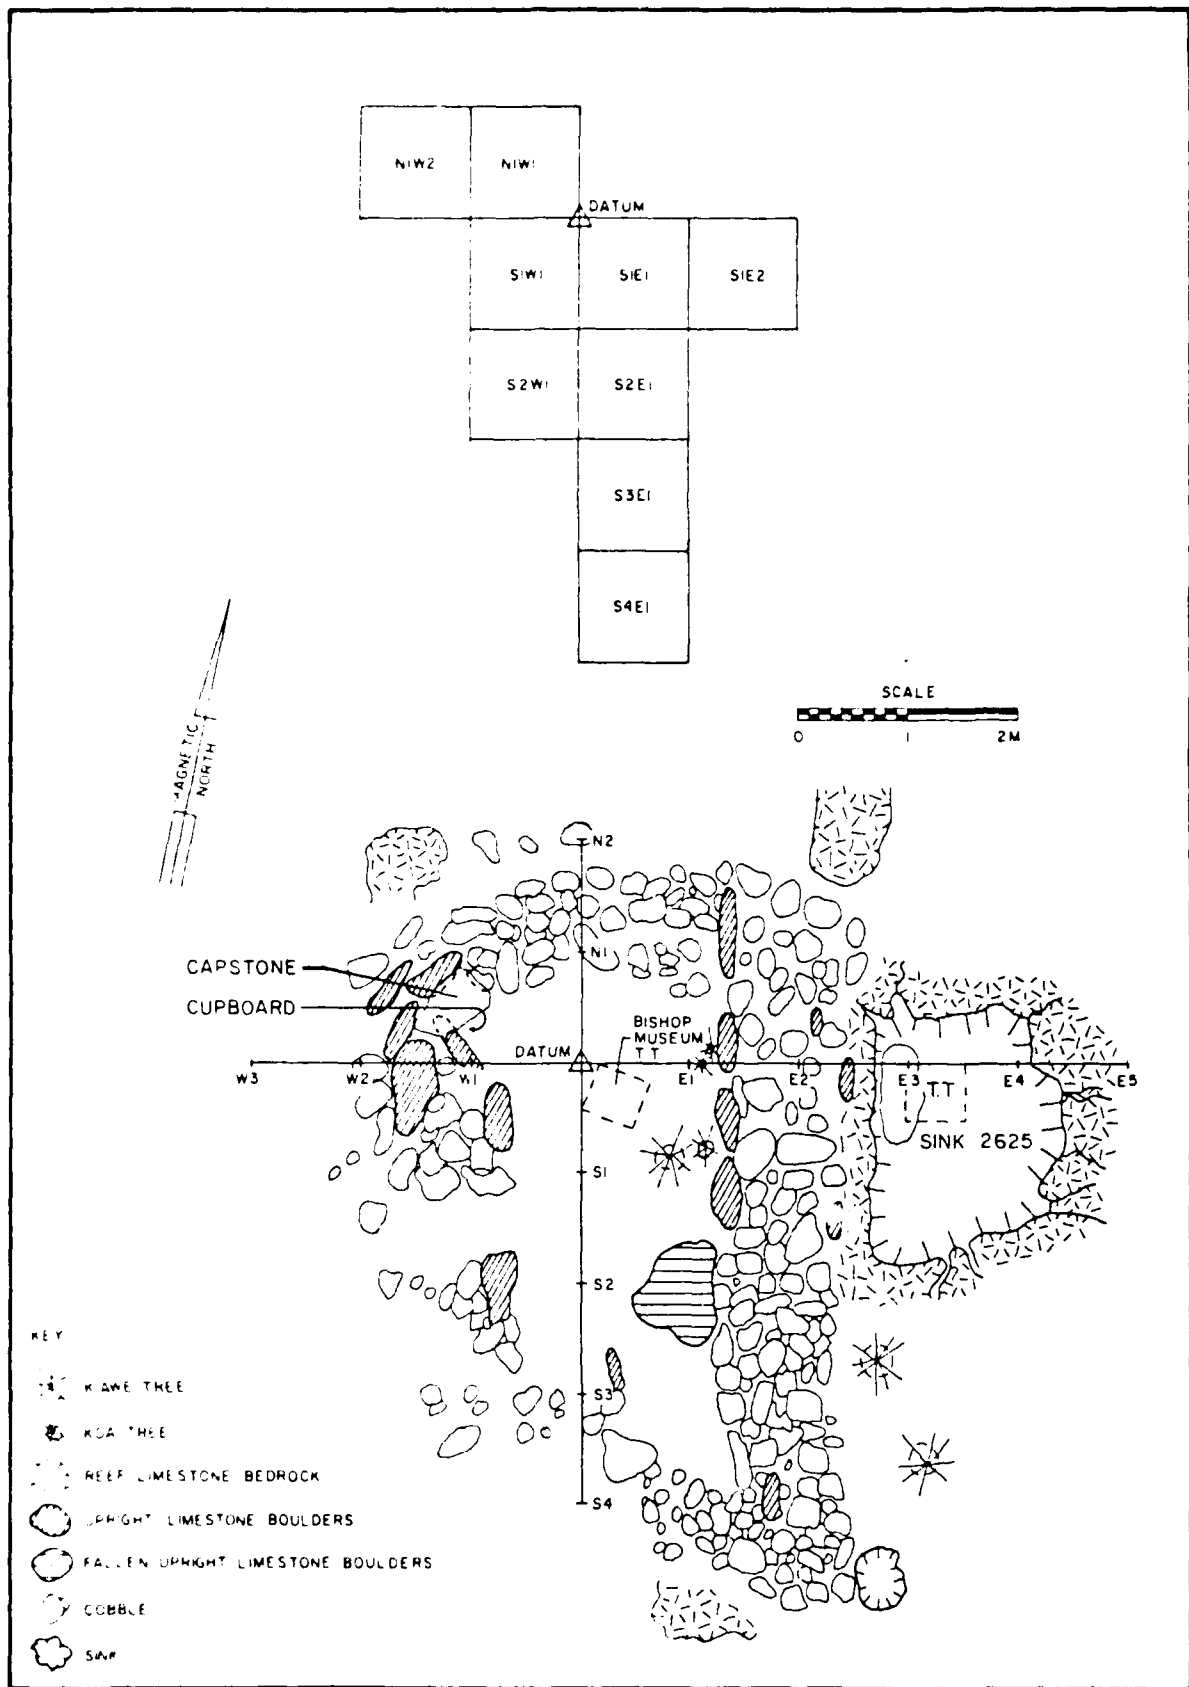 N1W2 N1W1
DATUM
S1W1 S1E1 S1E2
S2W1 S2E1
S3E1
S4E1
SCALE
0 1 2M
MAGNETIC
NORTH
N2
N1
CAPSTONE
CUPBOARD
BISHOP
MUSEUM
T.T.
DATUM
W3 W2 W1 E1 E2 E3 E4 E5
T.T.
SINK 2625
S1
S2
S3
S4
KEY
KIAWE TREE
KOA TREE
REEF LIMESTONE BEDROCK
UPRIGHT LIMESTONE BOULDERS
FALLEN UPRIGHT LIMESTONE BOULDERS
COBBLE
SINK